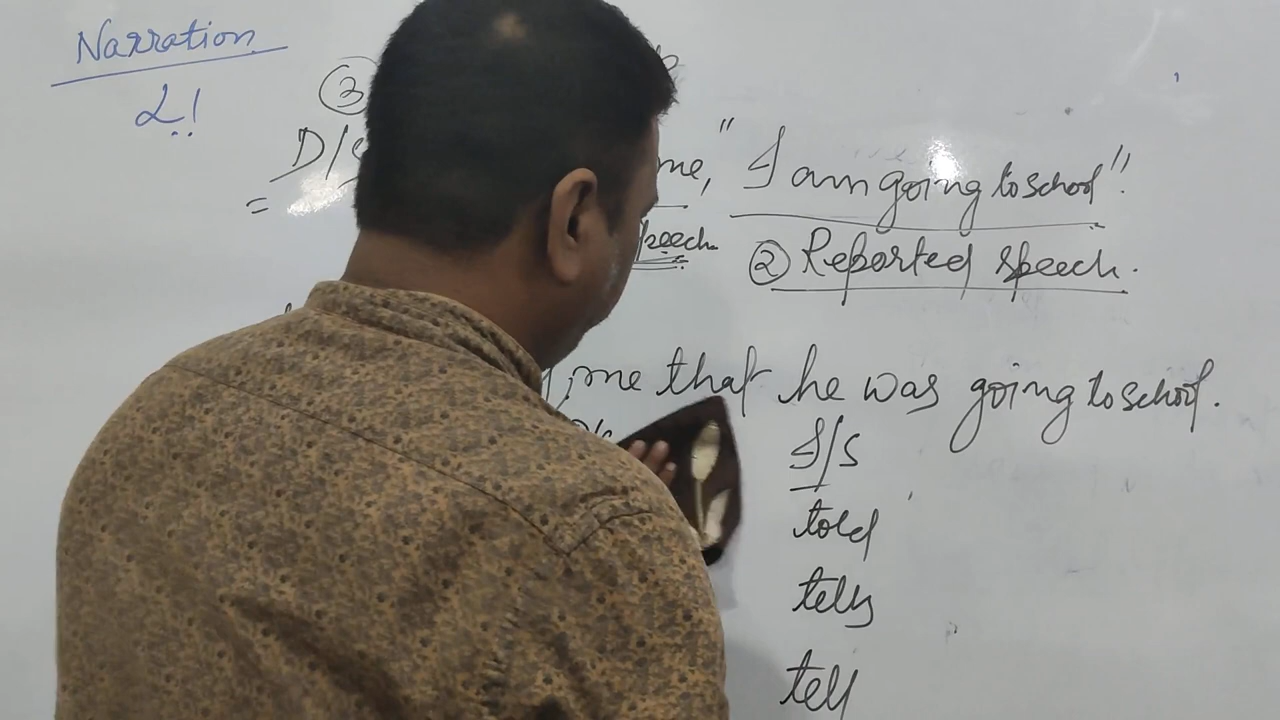 Narration
L!
③
D/S
= me, " I am going to school".
speech ② Reported speech.
me that he was going to school.
I/S
told
tells
tell